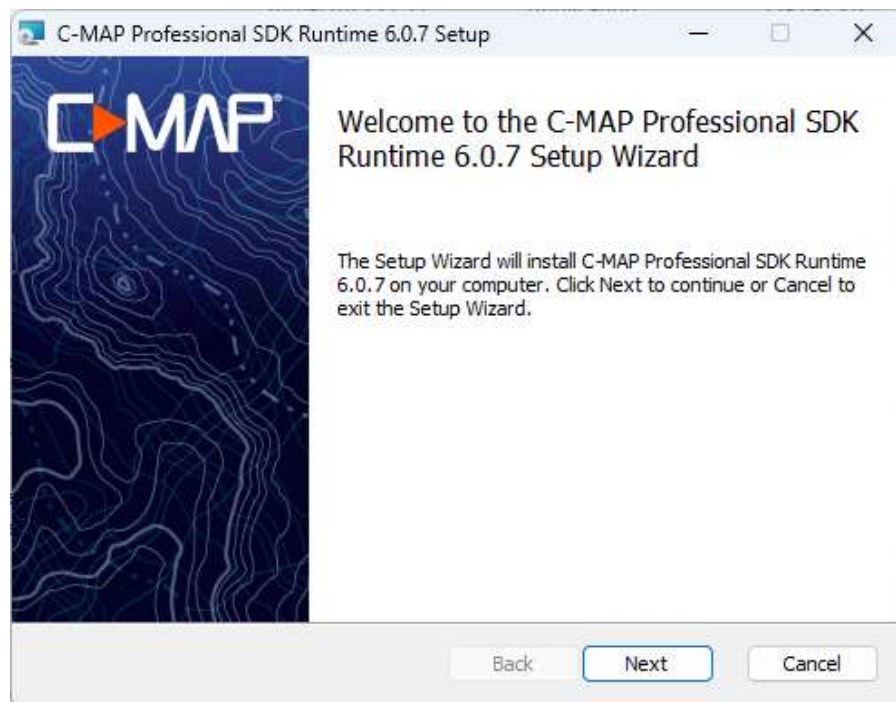 C-MAP Professional SDK Runtime 6.0.7 Setup
C-MAP®
Welcome to the C-MAP Professional SDK
Runtime 6.0.7 Setup Wizard
The Setup Wizard will install C-MAP Professional SDK Runtime
6.0.7 on your computer. Click Next to continue or Cancel to
exit the Setup Wizard.
Back
Next
Cancel